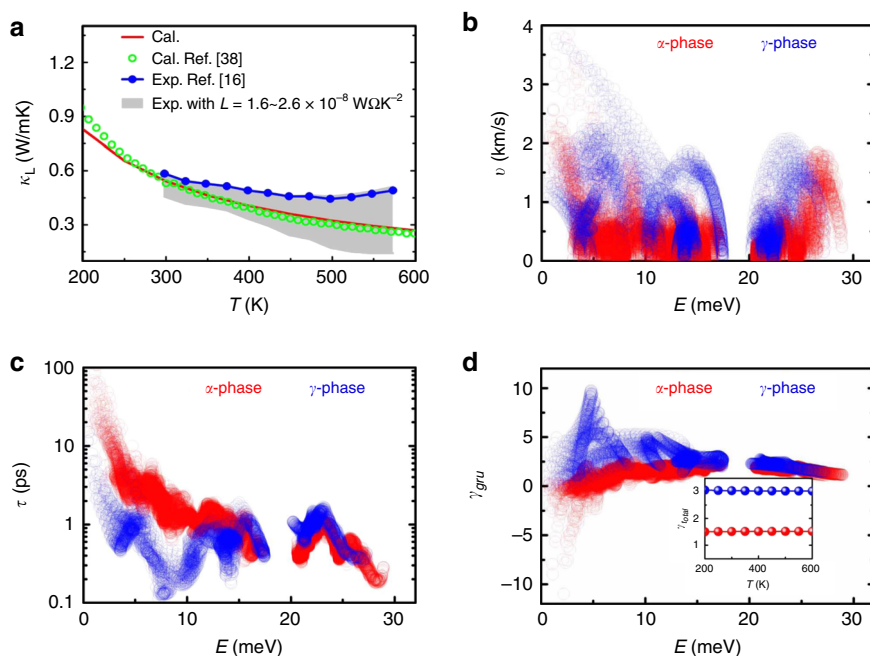 a
1.2
0.9
0.6
0.3
κL (W/mK)
200 300 400 500 600
T (K)
Cal.
Cal. Ref. [38]
Exp. Ref. [16]
Exp. with L = 1.6~2.6 × 10⁻⁸ WΩK⁻²
b
4
3
2
1
0
υ (km/s)
α-phase γ-phase
0 10 20 30
E (meV)
c
100
10
1
0.1
τ (ps)
α-phase γ-phase
0 10 20 30
E (meV)
d
10
5
0
−5
−10
γgru
α-phase γ-phase
3
2
1
γtotal
200 400 600
T (K)
0 10 20 30
E (meV)